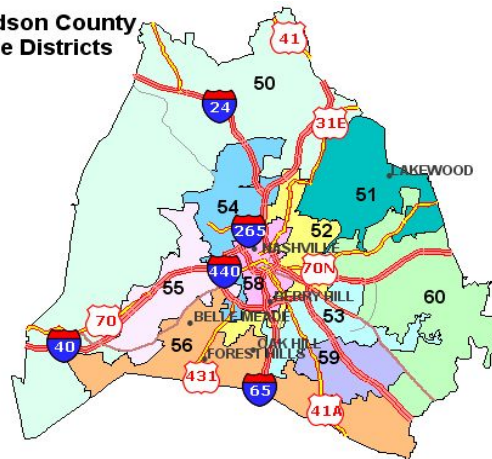 dson County
e Districts
41
50
24
31E
LAKEWOOD
51
54
52
265
NASHVILLE
440
70N
58
55
BERRY HILL
60
53
BELLE MEADE
70
40
56
OAK HILL
59
FOREST HILLS
431
65
41A